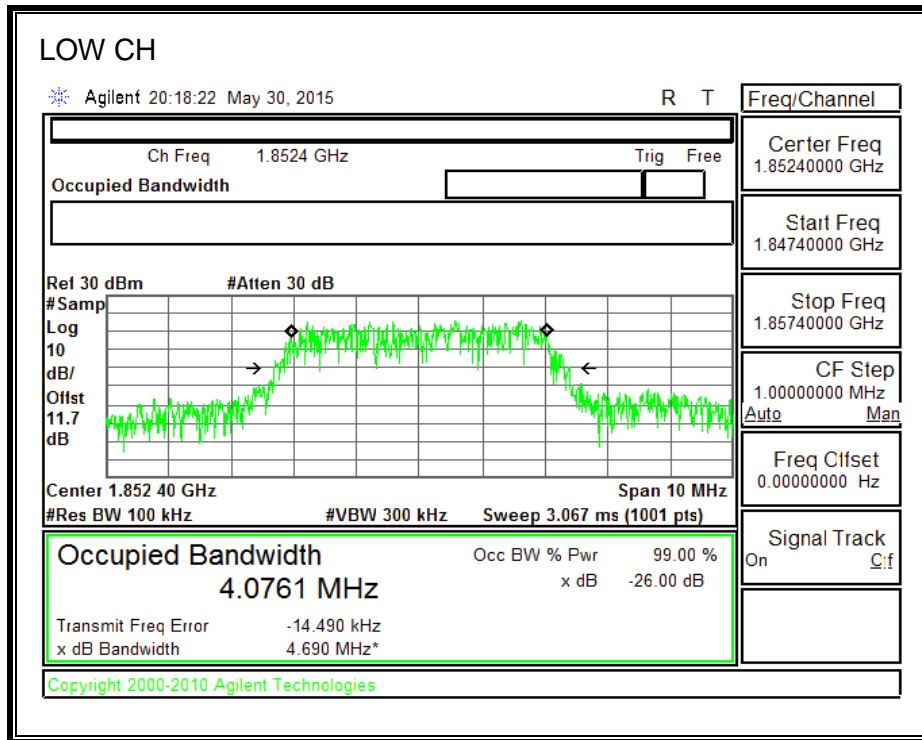 LOW CH
Agilent 20:18:22 May 30, 2015 R T
Freq/Channel
Ch Freq 1.8524 GHz Trig Free
Occupied Bandwidth
Center Freq
1.85240000 GHz
Start Freq
1.84740000 GHz
Stop Freq
1.85740000 GHz
CF Step
1.00000000 MHz
Auto Man
Freq Offset
0.00000000 Hz
Signal Track
On Off
Ref 30 dBm #Atten 30 dB
#Samp
Log
10
dB/
Offst
11.7
dB
Center 1.852 40 GHz Span 10 MHz
#Res BW 100 kHz #VBW 300 kHz Sweep 3.067 ms (1001 pts)
Occupied Bandwidth Occ BW % Pwr 99.00 %
4.0761 MHz x dB -26.00 dB
Transmit Freq Error -14.490 kHz
x dB Bandwidth 4.690 MHz*
Copyright 2000-2010 Agilent Technologies